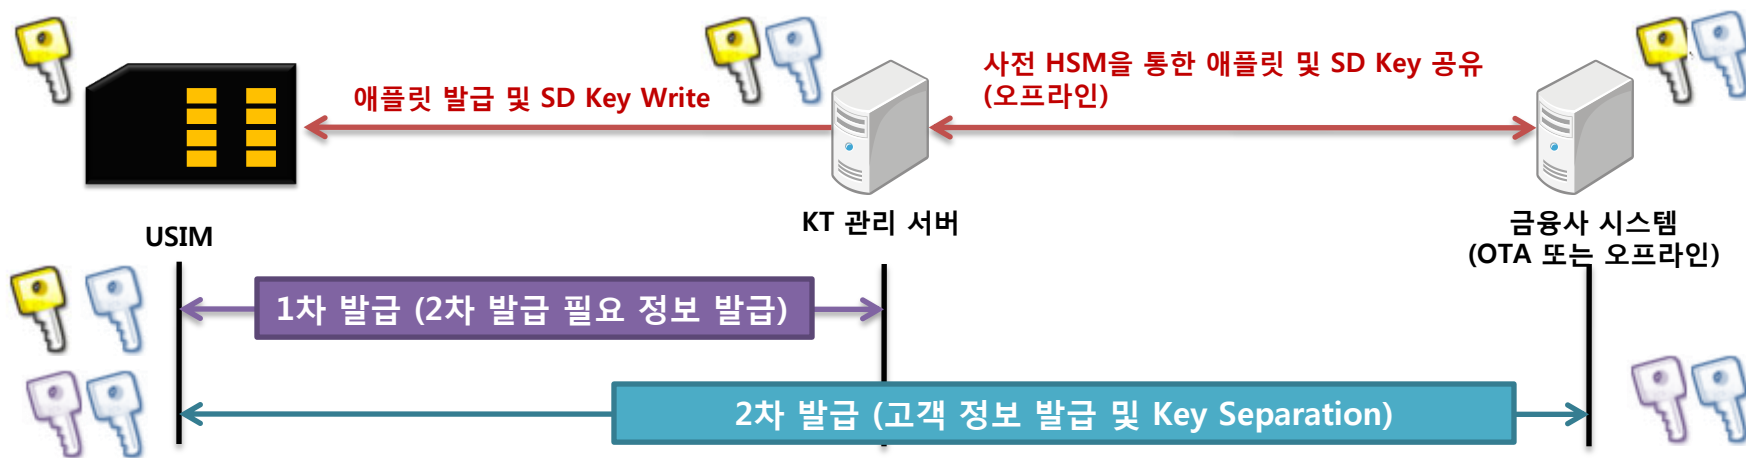 사전 HSM을 통한 애플릿 및 SD Key 공유
(오프라인)
애플릿 발급 및 SD Key Write
USIM
KT 관리 서버
금융사 시스템
(OTA 또는 오프라인)
1차 발급 (2차 발급 필요 정보 발급)
2차 발급 (고객 정보 발급 및 Key Separation)